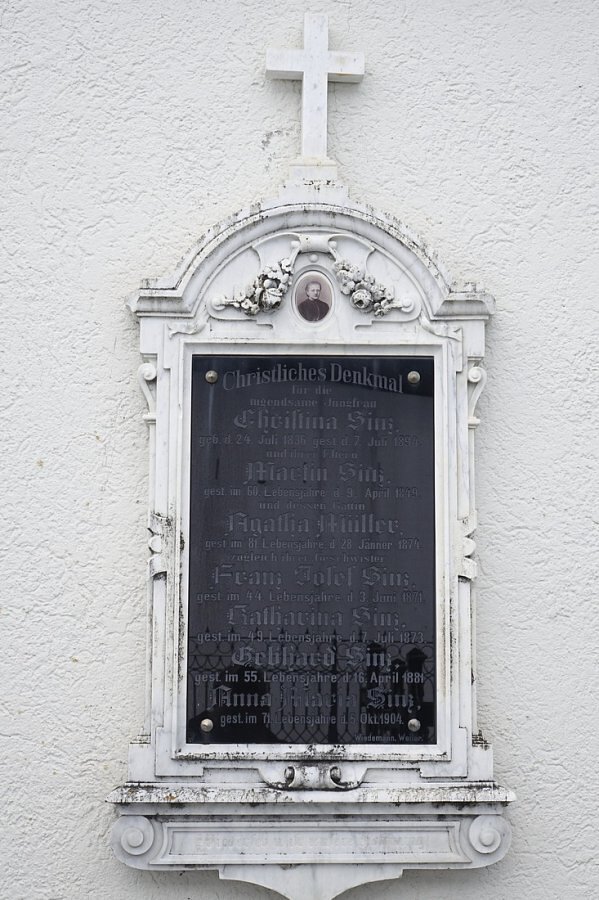 Christliches Denkmal
für die
tugendsame Jungfrau
Christina Sinz,
geb. d. 24. Juli 1836 gest. d. 7. Juli 1894.
und ihrer Eltern
Martin Sinz,
gest. im 60. Lebensjahre d. 9. April 1849.
und dessen Gattin
Agatha Müller,
gest. im 81. Lebensjahre d. 28. Jänner 1874.
zugleich ihrer Geschwister
Franz Josef Sinz,
gest. im 44. Lebensjahre d. 3. Juni 1871.
Katharina Sinz,
gest. im 49. Lebensjahre d. 7. Juli 1873.
Gebhard Sinz,
gest. im 55. Lebensjahre d. 16. April 1881
Anna Maria Sinz
gest. im 71. Lebensjahre d. 5. Okt. 1904.
Wiedemann, Weiler.